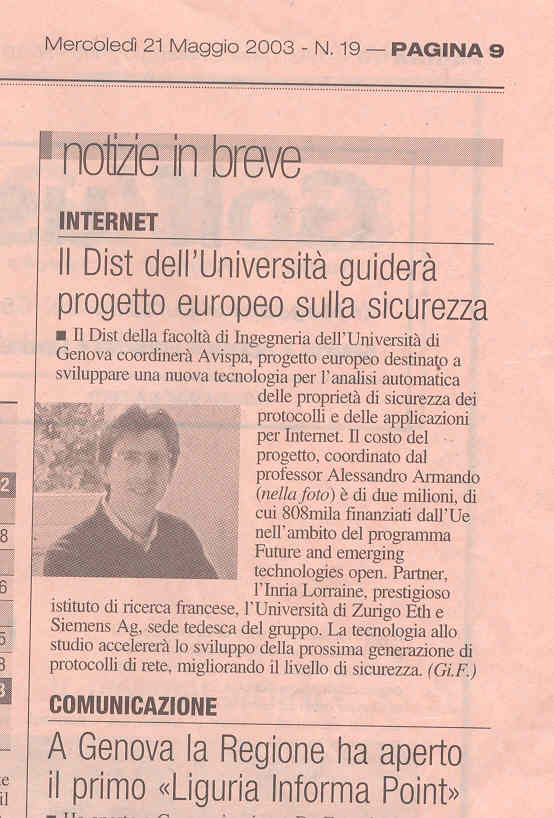 Mercoledì 21 Maggio 2003 - N. 19 — PAGINA 9
notizie in breve
INTERNET
Il Dist dell'Università guiderà
progetto europeo sulla sicurezza
■ Il Dist della facoltà di Ingegneria dell'Università di
Genova coordinerà Avispa, progetto europeo destinato a
sviluppare una nuova tecnologia per l'analisi automatica
delle proprietà di sicurezza dei
protocolli e delle applicazioni
per Internet. Il costo del
progetto, coordinato dal
professor Alessandro Armando
(nella foto) è di due milioni, di
cui 808mila finanziati dall'Ue
nell'ambito del programma
Future and emerging
technologies open. Partner,
l'Inria Lorraine, prestigioso
istituto di ricerca francese, l'Università di Zurigo Eth e
Siemens Ag, sede tedesca del gruppo. La tecnologia allo
studio accelererà lo sviluppo della prossima generazione di
protocolli di rete, migliorando il livello di sicurezza. (Gi.F.)
COMUNICAZIONE
A Genova la Regione ha aperto
il primo «Liguria Informa Point»